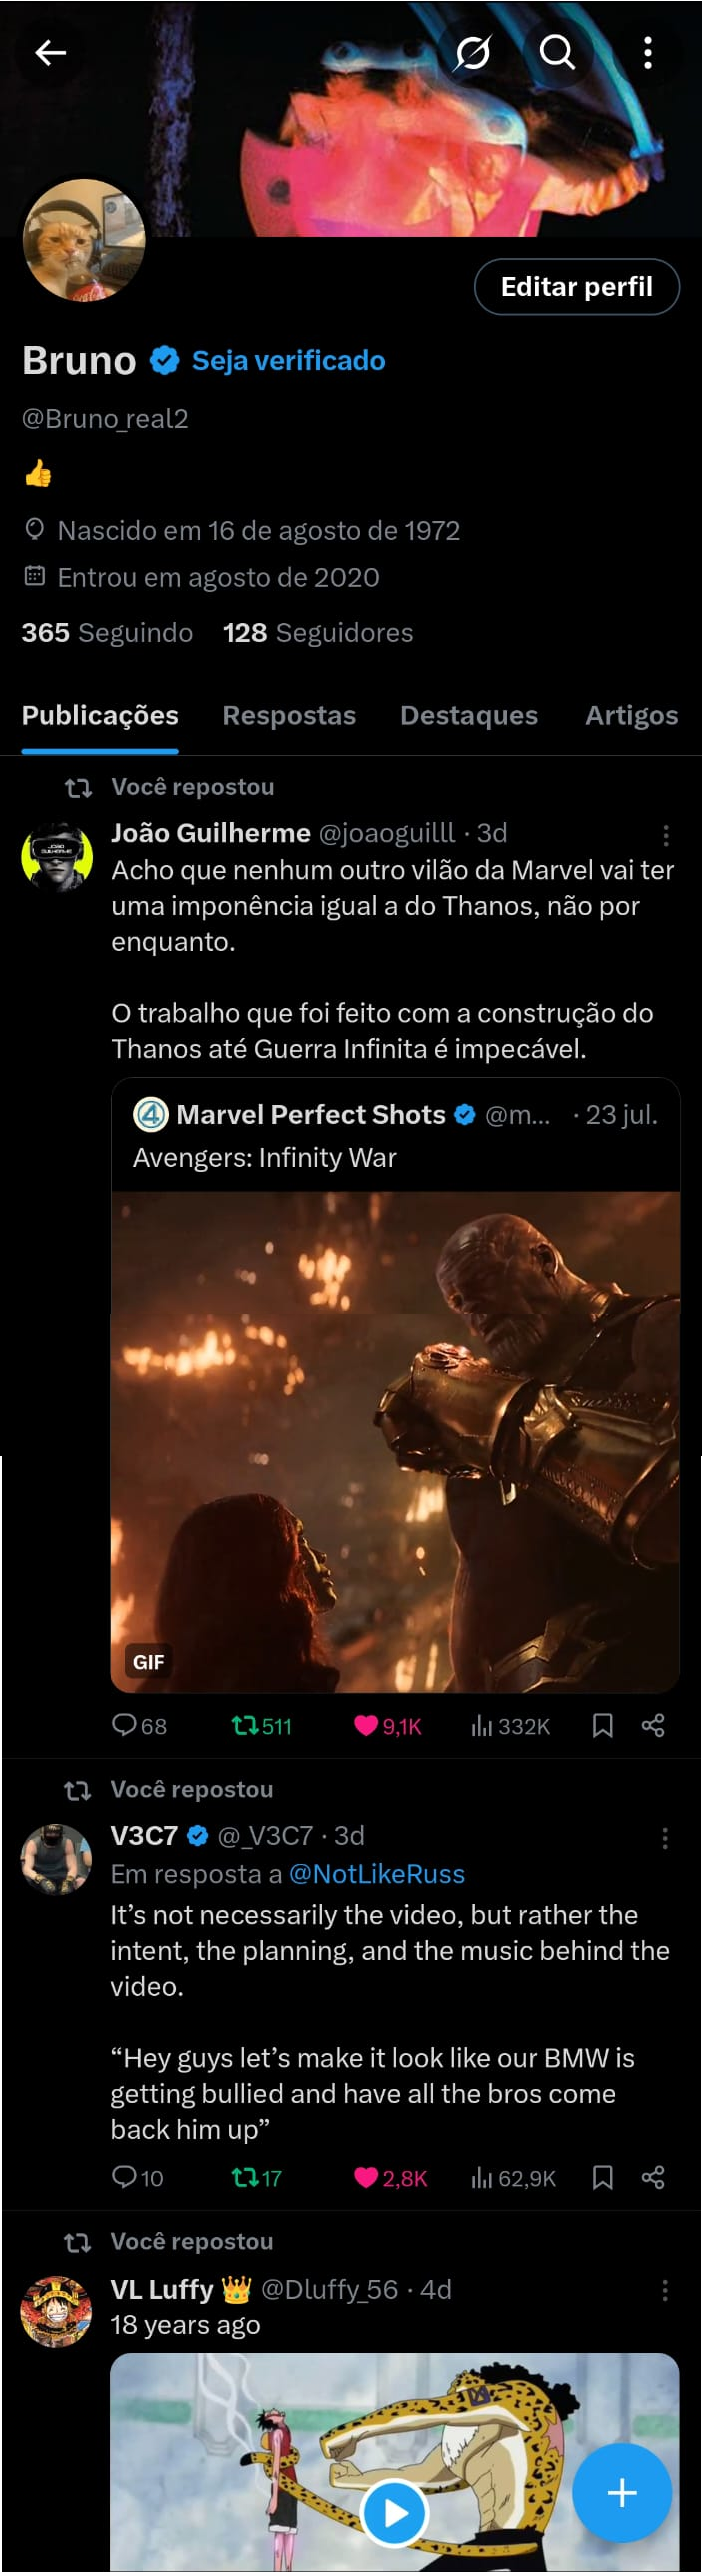 Editar perfil
Bruno Seja verificado
@Bruno_real2
👍
Nascido em 16 de agosto de 1972
Entrou em agosto de 2020
365 Seguindo 128 Seguidores
Publicações Respostas Destaques Artigos
Você repostou
João Guilherme @joaoguilll · 3d
Acho que nenhum outro vilão da Marvel vai ter
uma imponência igual a do Thanos, não por
enquanto.
O trabalho que foi feito com a construção do
Thanos até Guerra Infinita é impecável.
Marvel Perfect Shots @m... · 23 jul.
Avengers: Infinity War
GIF
68 511 9,1K 332K
Você repostou
V3C7 @_V3C7 · 3d
Em resposta a @NotLikeRuss
It’s not necessarily the video, but rather the
intent, the planning, and the music behind the
video.
“Hey guys let’s make it look like our BMW is
getting bullied and have all the bros come
back him up”
10 17 2,8K 62,9K
Você repostou
VL Luffy 👑 @Dluffy_56 · 4d
18 years ago